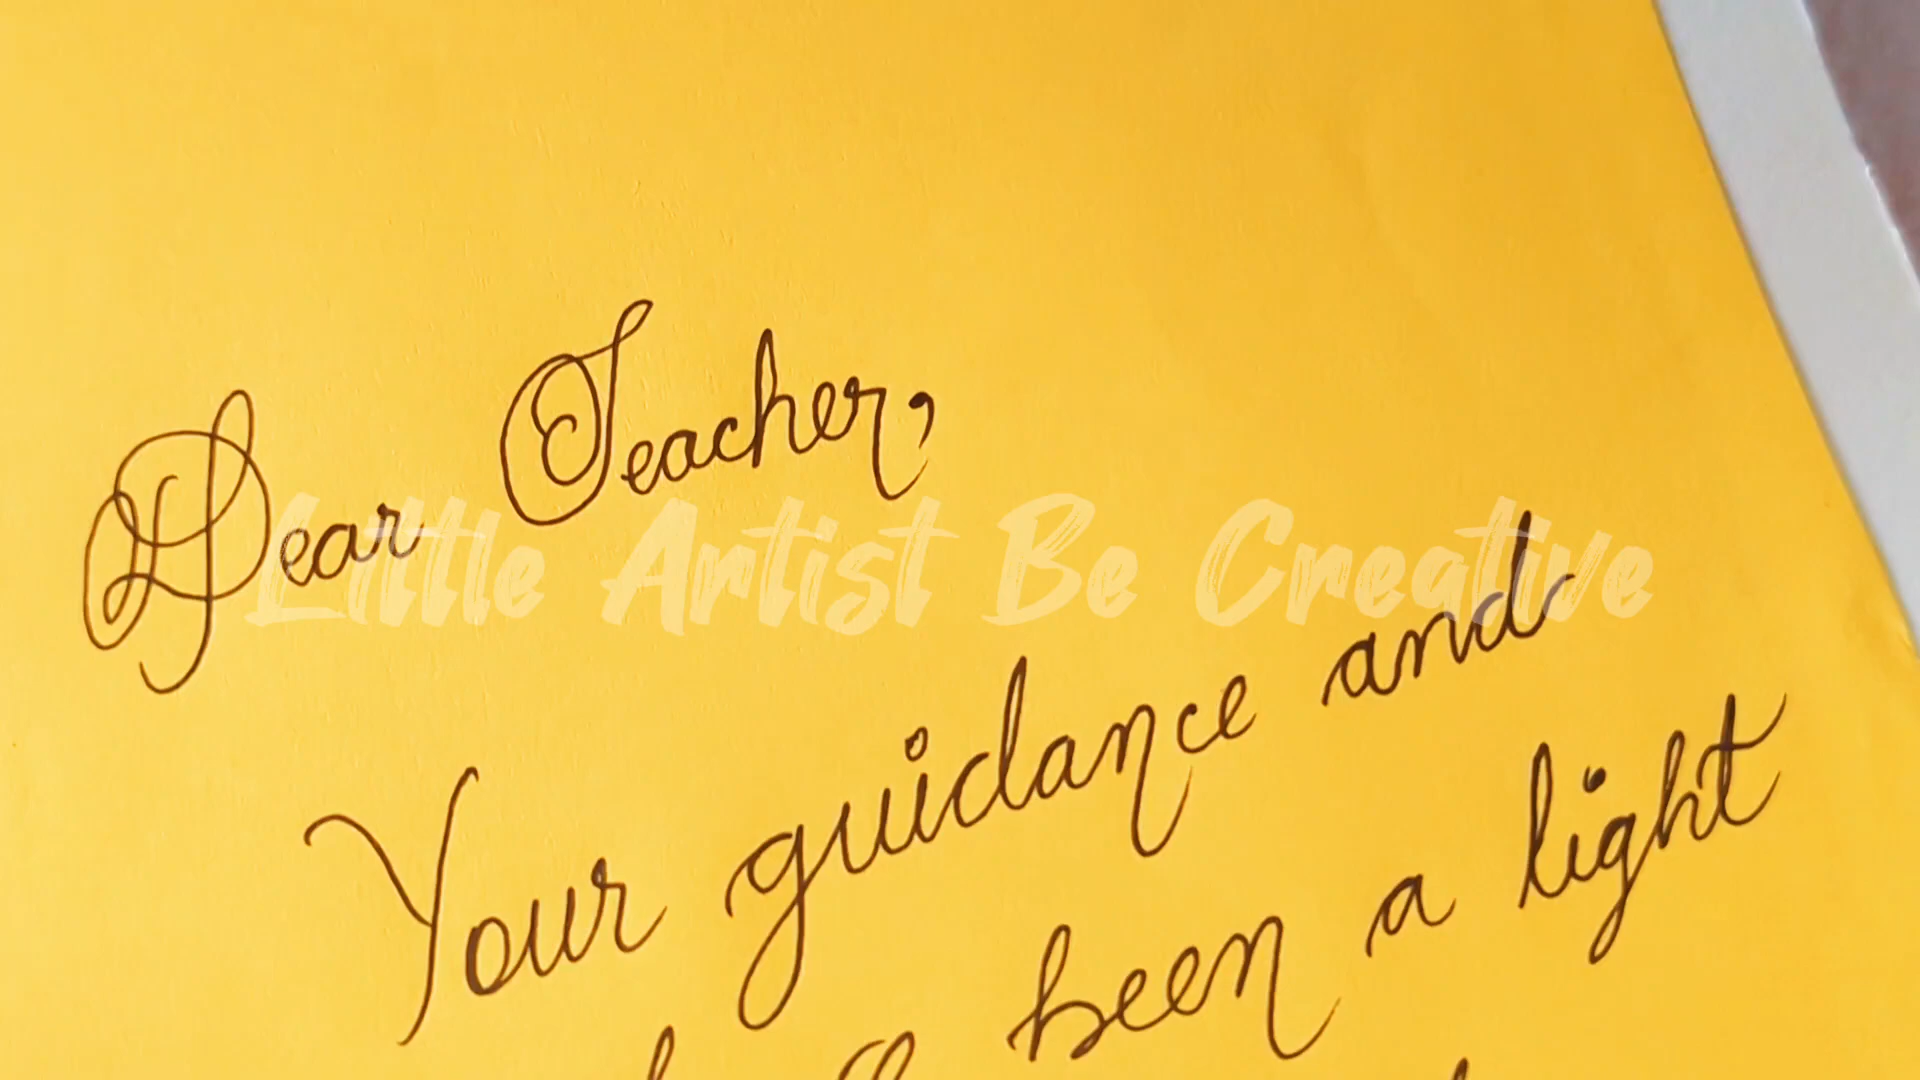 Dear Teacher,
Little Artist Be Creative
Your guidance and
been a light